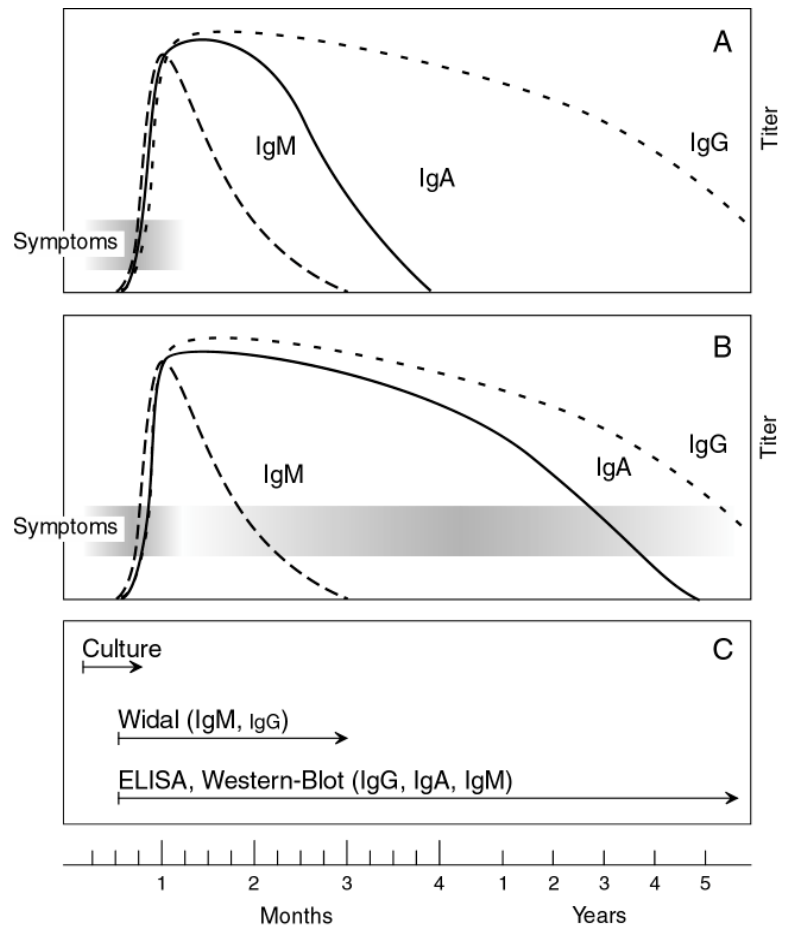 A
IgM
IgG
IgA
Titer
Symptoms
B
IgG
IgA
IgM
Titer
Symptoms
C
Culture
Widal (IgM, IgG)
ELISA, Western-Blot (IgG, IgA, IgM)
1 2 3 4 1 2 3 4 5
Months Years